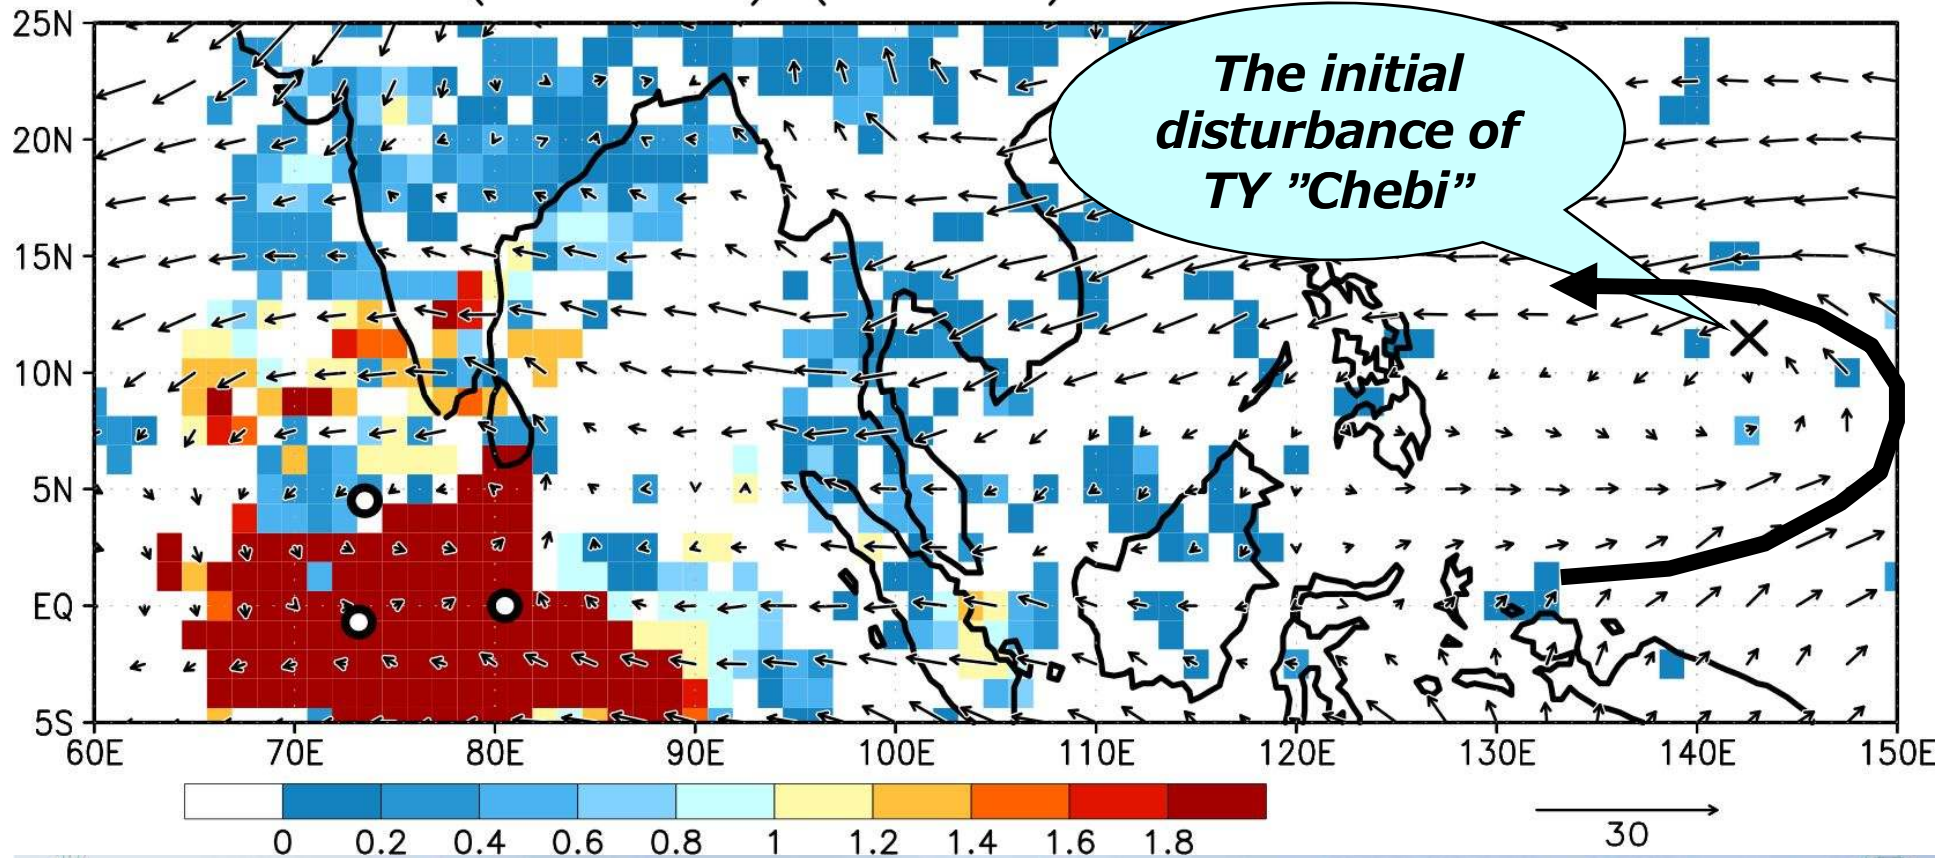 25N
The initial
disturbance of
TY ”Chebi”
20N
15N
10N
5N
EQ
5S
60E 70E 80E 90E 100E 110E 120E 130E 140E 150E
0 0.2 0.4 0.6 0.8 1 1.2 1.4 1.6 1.8
30